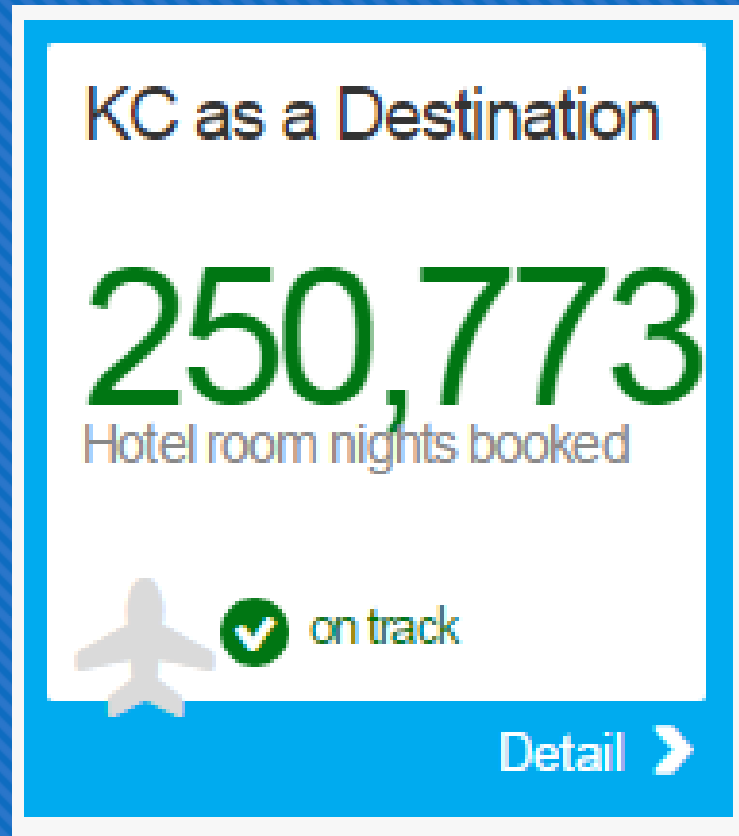 KC as a Destination
250,773
Hotel room nights booked
on track
Detail